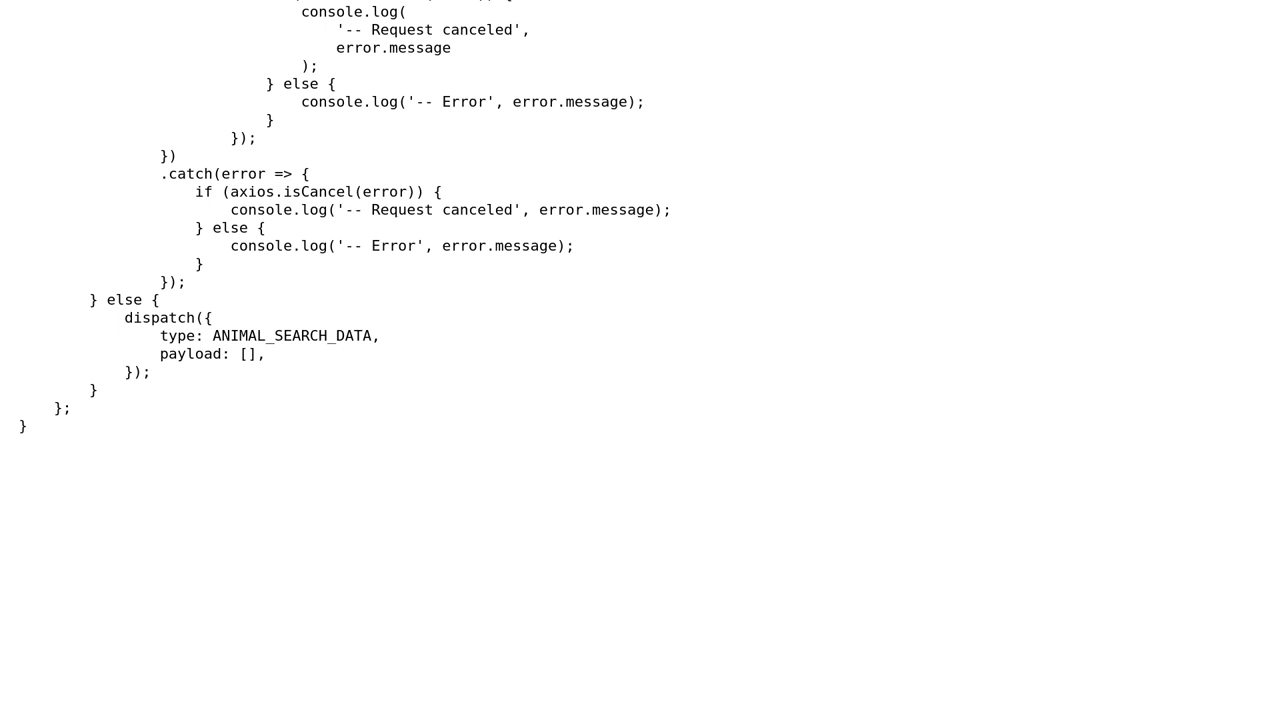 console.log(
'-- Request canceled',
error.message
);
} else {
console.log('-- Error', error.message);
}
});
})
.catch(error => {
if (axios.isCancel(error)) {
console.log('-- Request canceled', error.message);
} else {
console.log('-- Error', error.message);
}
});
} else {
dispatch({
type: ANIMAL_SEARCH_DATA,
payload: [],
});
}
};
}